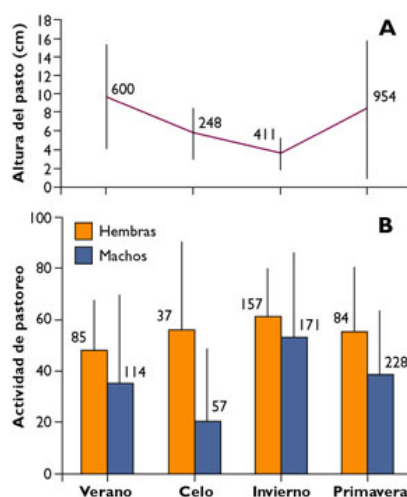 A
Altura del pasto (cm)
18
16
14
12
10
8
6
4
2
0
600
248
411
954
B
Actividad de pastoreo
100
80
60
40
20
0
Hembras
Machos
85
114
37
57
157
171
84
228
Verano
Celo
Invierno
Primavera